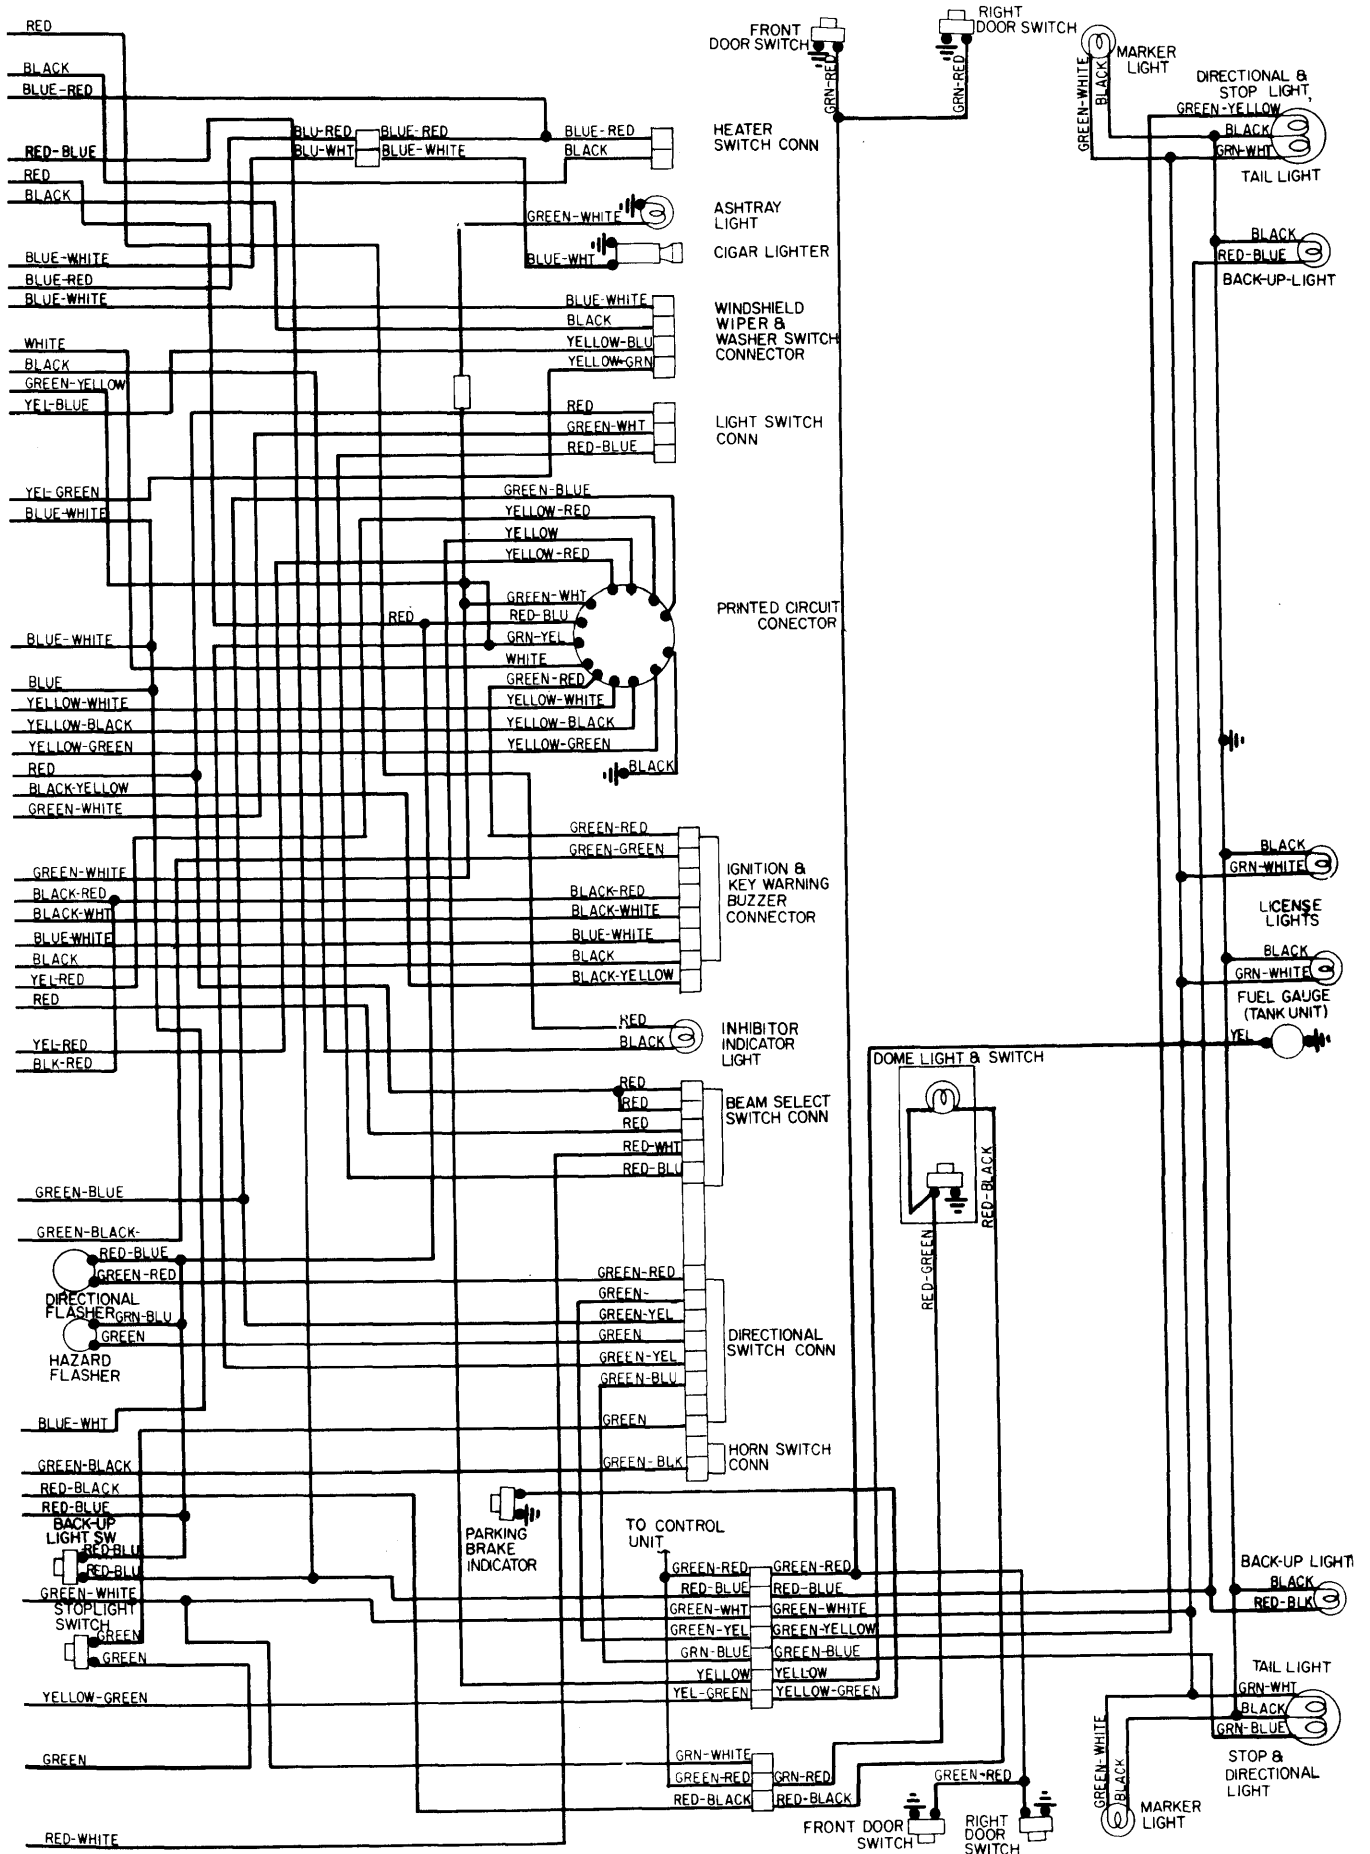 RED
BLACK
BLUE-RED
RED-BLUE
RED
BLACK
BLUE-WHITE
BLUE-RED
BLUE-WHITE
WHITE
BLACK
GREEN-YELLOW
YEL-BLUE
YEL-GREEN
BLUE-WHITE
BLUE-WHITE
BLUE
YELLOW-WHITE
YELLOW-BLACK
YELLOW-GREEN
RED
BLACK-YELLOW
GREEN-WHITE
GREEN-WHITE
BLACK-RED
BLACK-WHT
BLUE-WHITE
BLACK
YEL-RED
RED
YEL-RED
BLK-RED
GREEN-BLUE
GREEN-BLACK-
RED-BLUE
GREEN-RED
DIRECTIONAL
FLASHER
GRN-BLU
GREEN
HAZARD
FLASHER
BLUE-WHT
GREEN-BLACK
RED-BLACK
RED-BLUE
BACK-UP
LIGHT SW
RED-BLU
RED-BLU
GREEN-WHITE
STOPLIGHT
SWITCH
GREEN
GREEN
YELLOW-GREEN
GREEN
RED-WHITE
BLU-RED
BLUE-RED
BLU-WHT
BLUE-WHITE
BLUE-RED
BLACK
HEATER
SWITCH CONN
GREEN-WHITE
ASHTRAY
LIGHT
BLUE-WHT
CIGAR LIGHTER
BLUE-WHITE
BLACK
YELLOW-BLU
YELLOW-GRN
WINDSHIELD
WIPER &
WASHER SWITCH
CONNECTOR
RED
GREEN-WHT
RED-BLUE
LIGHT SWITCH
CONN
GREEN-BLUE
YELLOW-RED
YELLOW
YELLOW-RED
GREEN-WHT
RED
RED-BLU
GRN-YEL
WHITE
GREEN-RED
YELLOW-WHITE
YELLOW-BLACK
YELLOW-GREEN
BLACK
PRINTED CIRCUIT
CONECTOR
GREEN-RED
GREEN-GREEN
BLACK-RED
BLACK-WHITE
BLUE-WHITE
BLACK
BLACK-YELLOW
IGNITION &
KEY WARNING
BUZZER
CONNECTOR
RED
BLACK
INHIBITOR
INDICATOR
LIGHT
RED
RED
RED
RED-WHT
RED-BLU
BEAM SELECT
SWITCH CONN
GREEN-RED
GREEN-
GREEN-YEL
GREEN
GREEN-YEL
GREEN-BLU
GREEN
DIRECTIONAL
SWITCH CONN
GREEN-BLK
HORN SWITCH
CONN
PARKING
BRAKE
INDICATOR
TO CONTROL
UNIT
GREEN-RED
GREEN-RED
RED-BLUE
RED-BLUE
GREEN-WHT
GREEN-WHITE
GREEN-YEL
GREEN-YELLOW
GRN-BLUE
GREEN-BLUE
YELLOW
YELLOW
YEL-GREEN
YELLOW-GREEN
GRN-WHITE
GREEN-RED
GRN-RED
RED-BLACK
RED-BLACK
FRONT
DOOR SWITCH
GRN-RED
RIGHT
DOOR SWITCH
GRN-RED
MARKER
LIGHT
GREEN-WHITE
BLACK
DIRECTIONAL &
STOP LIGHT,
GREEN-YELLOW
BLACK
GRN-WHT
TAIL LIGHT
BLACK
RED-BLUE
BACK-UP-LIGHT
BLACK
GRN-WHITE
LICENSE
LIGHTS
BLACK
GRN-WHITE
FUEL GAUGE
(TANK UNIT)
YEL
DOME LIGHT & SWITCH
RED-BLACK
RED-GREEN
BACK-UP LIGHT
BLACK
RED-BLK
TAIL LIGHT
GRN-WHT
BLACK
GRN-BLUE
STOP &
DIRECTIONAL
LIGHT
GREEN-WHITE
BLACK
MARKER
LIGHT
GREEN-RED
FRONT DOOR
SWITCH
RIGHT
DOOR
SWITCH